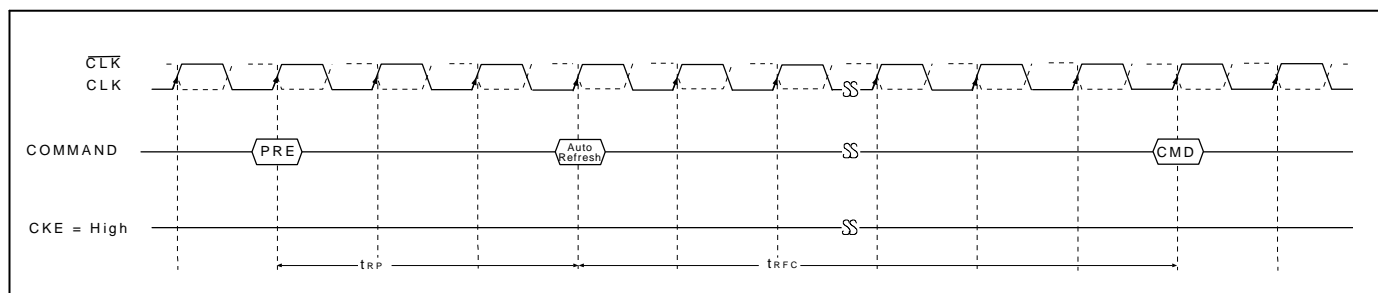 CLK
CLK
COMMAND
PRE
Auto
Refresh
CMD
CKE = High
tRP
tRFC